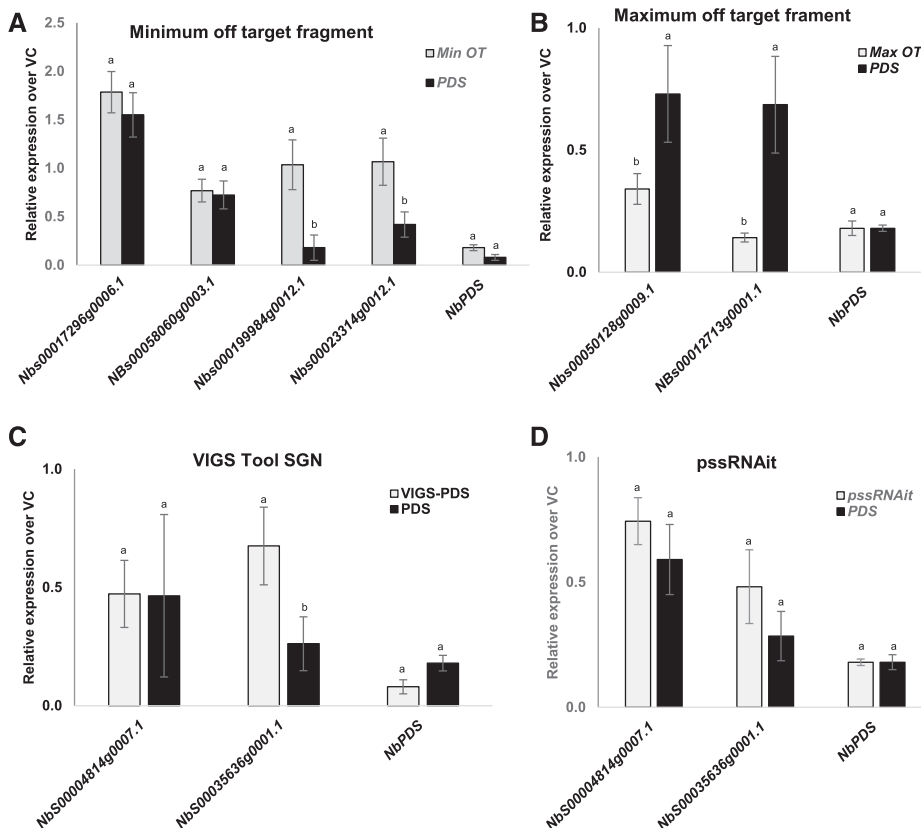 A
Minimum off target fragment
Relative expression over VC
2.5
2.0
1.5
1.0
0.5
0.0
Min OT
PDS
a
a
a
a
a
b
a
b
a
a
Nbs00017296g0006.1
NBs00058060g0003.1
Nbs000199984g0012.1
Nbs00023314g0012.1
NbPDS
B
Maximum off target frament
Relative expression over VC
1.0
0.5
0.0
Max OT
PDS
b
a
b
a
a
a
Nbs00050128g0009.1
NBs00012713g0001.1
NbPDS
C
VIGS Tool SGN
Relative expression over VC
1.0
0.5
0.0
VIGS-PDS
PDS
a
a
a
b
a
a
NbS00004814g0007.1
NbS00035636g0001.1
NbPDS
D
pssRNAit
Relative expression over VC
1.0
0.5
0.0
pssRNAit
PDS
a
a
a
a
a
a
NbS00004814g0007.1
NbS00035636g0001.1
NbPDS